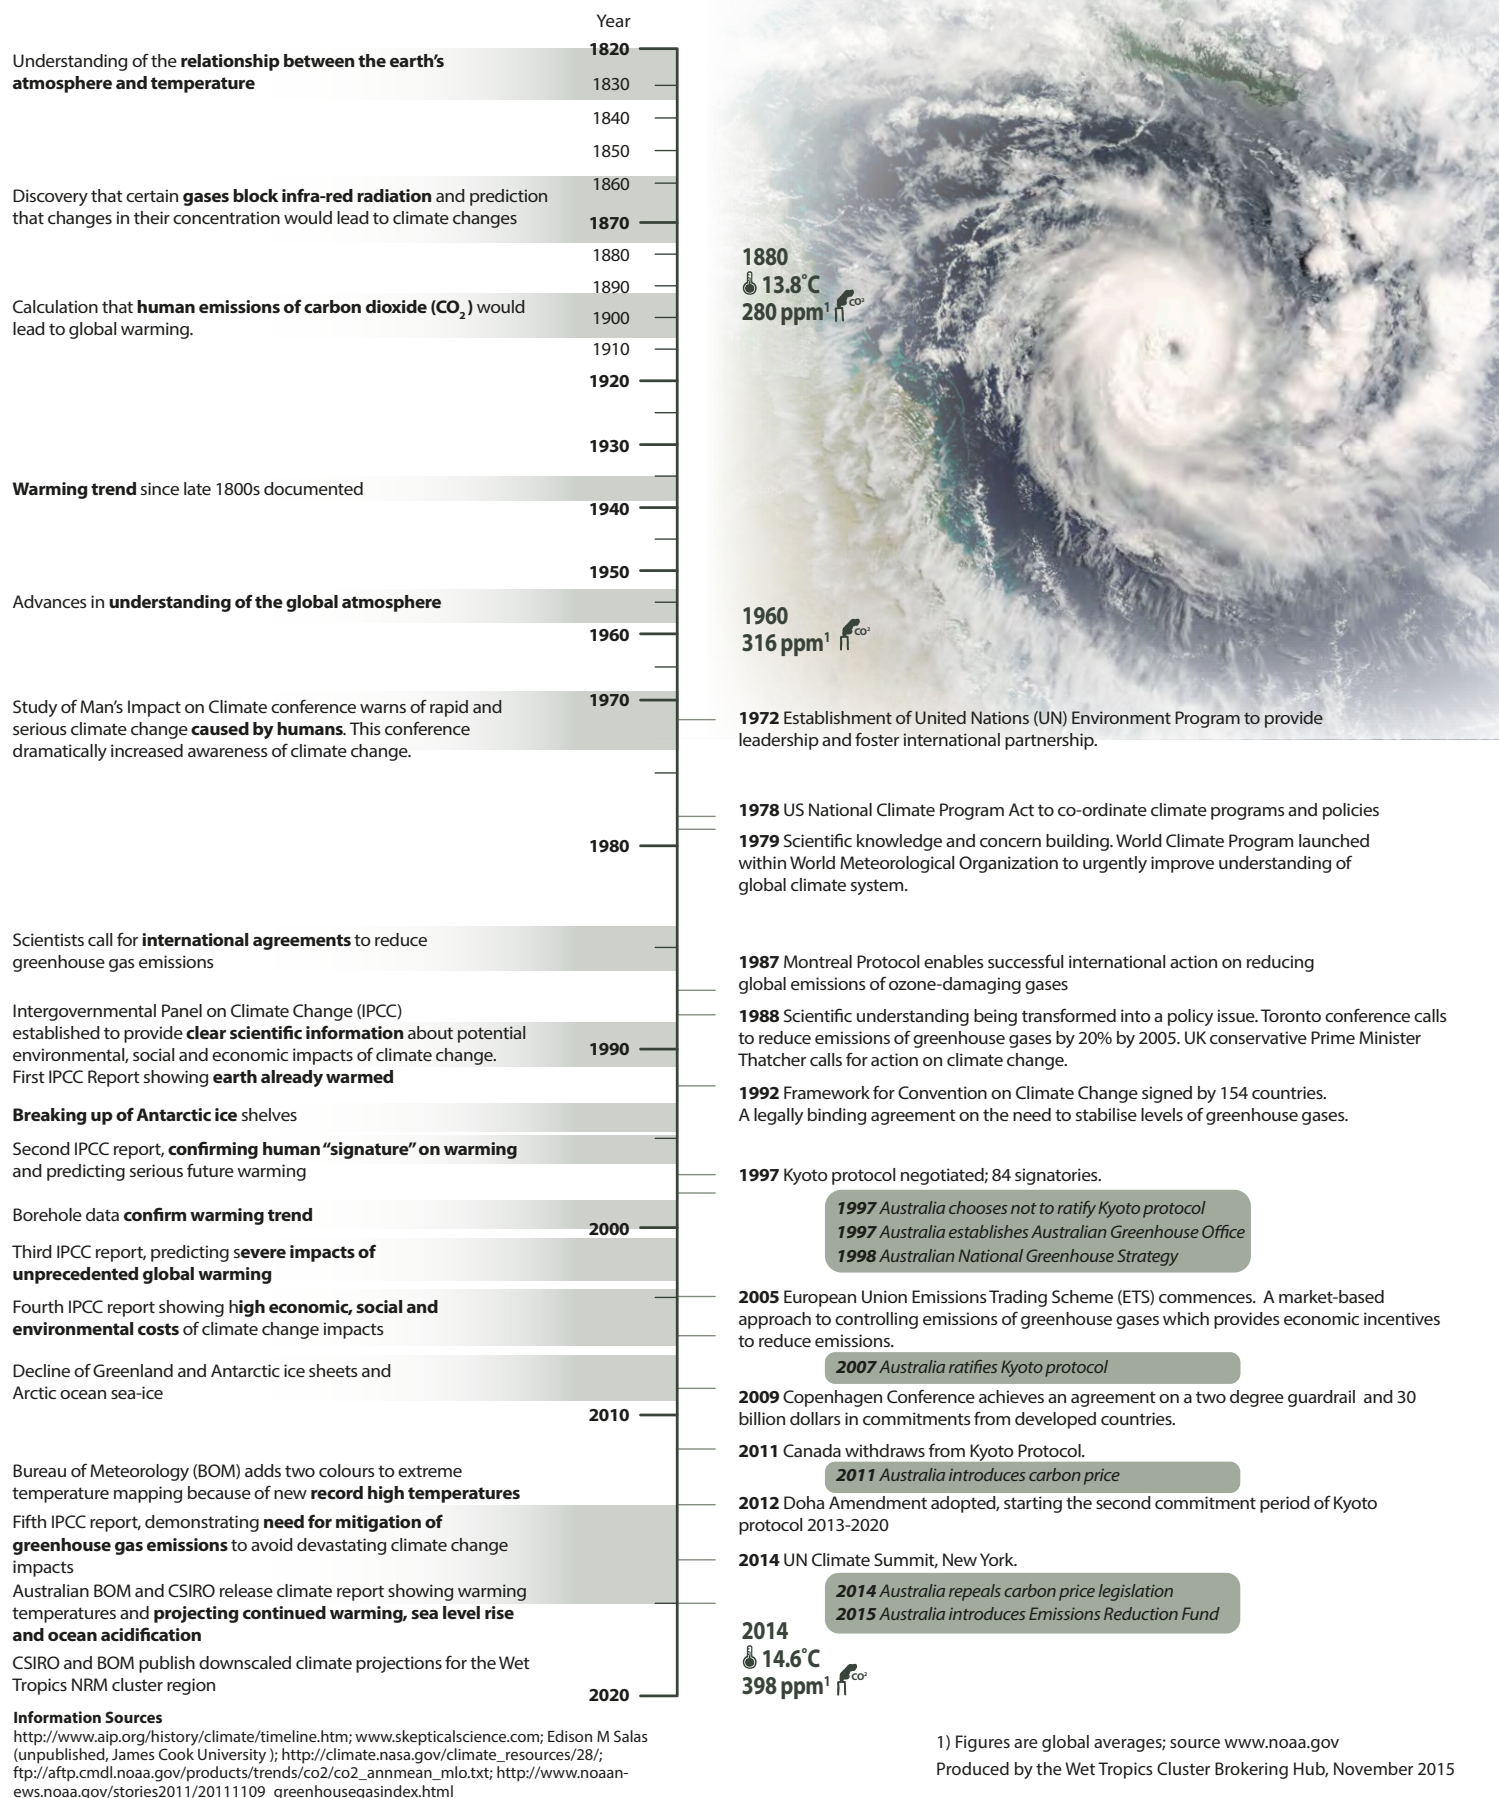 Year
1820
Understanding of the relationship between the earth's
atmosphere and temperature
1830
1840
1850
1860
Discovery that certain gases block infra-red radiation and prediction
that changes in their concentration would lead to climate changes
1870
1880
1890
Calculation that human emissions of carbon dioxide (CO2) would
lead to global warming.
1900
1910
1920
1930
Warming trend since late 1800s documented
1940
1950
Advances in understanding of the global atmosphere
1960
1970
Study of Man's Impact on Climate conference warns of rapid and
serious climate change caused by humans. This conference
dramatically increased awareness of climate change.
1980
Scientists call for international agreements to reduce
greenhouse gas emissions
Intergovernmental Panel on Climate Change (IPCC)
established to provide clear scientific information about potential
environmental, social and economic impacts of climate change.
1990
First IPCC Report showing earth already warmed
Breaking up of Antarctic ice shelves
Second IPCC report, confirming human "signature" on warming
and predicting serious future warming
Borehole data confirm warming trend
2000
Third IPCC report, predicting severe impacts of
unprecedented global warming
Fourth IPCC report showing high economic, social and
environmental costs of climate change impacts
Decline of Greenland and Antarctic ice sheets and
Arctic ocean sea-ice
2010
Bureau of Meteorology (BOM) adds two colours to extreme
temperature mapping because of new record high temperatures
Fifth IPCC report, demonstrating need for mitigation of
greenhouse gas emissions to avoid devastating climate change
impacts
Australian BOM and CSIRO release climate report showing warming
temperatures and projecting continued warming, sea level rise
and ocean acidification
CSIRO and BOM publish downscaled climate projections for the Wet
Tropics NRM cluster region
2020
1880
13.8°C
280 ppm1 CO2
1960
316 ppm1 CO2
1972 Establishment of United Nations (UN) Environment Program to provide
leadership and foster international partnership.
1978 US National Climate Program Act to co-ordinate climate programs and policies
1979 Scientific knowledge and concern building. World Climate Program launched
within World Meteorological Organization to urgently improve understanding of
global climate system.
1987 Montreal Protocol enables successful international action on reducing
global emissions of ozone-damaging gases
1988 Scientific understanding being transformed into a policy issue. Toronto conference calls
to reduce emissions of greenhouse gases by 20% by 2005. UK conservative Prime Minister
Thatcher calls for action on climate change.
1992 Framework for Convention on Climate Change signed by 154 countries.
A legally binding agreement on the need to stabilise levels of greenhouse gases.
1997 Kyoto protocol negotiated; 84 signatories.
1997 Australia chooses not to ratify Kyoto protocol
1997 Australia establishes Australian Greenhouse Office
1998 Australian National Greenhouse Strategy
2005 European Union Emissions Trading Scheme (ETS) commences. A market-based
approach to controlling emissions of greenhouse gases which provides economic incentives
to reduce emissions.
2007 Australia ratifies Kyoto protocol
2009 Copenhagen Conference achieves an agreement on a two degree guardrail and 30
billion dollars in commitments from developed countries.
2011 Canada withdraws from Kyoto Protocol.
2011 Australia introduces carbon price
2012 Doha Amendment adopted, starting the second commitment period of Kyoto
protocol 2013-2020
2014 UN Climate Summit, New York.
2014 Australia repeals carbon price legislation
2015 Australia introduces Emissions Reduction Fund
2014
14.6°C
398 ppm1 CO2
Information Sources
http://www.aip.org/history/climate/timeline.htm; www.skepticalscience.com; Edison M Salas
(unpublished, James Cook University ); http://climate.nasa.gov/climate_resources/28/;
ftp://aftp.cmdl.noaa.gov/products/trends/co2/co2_annmean_mlo.txt; http://www.noaan-
ews.noaa.gov/stories2011/20111109_greenhousegasindex.html
1) Figures are global averages; source www.noaa.gov
Produced by the Wet Tropics Cluster Brokering Hub, November 2015